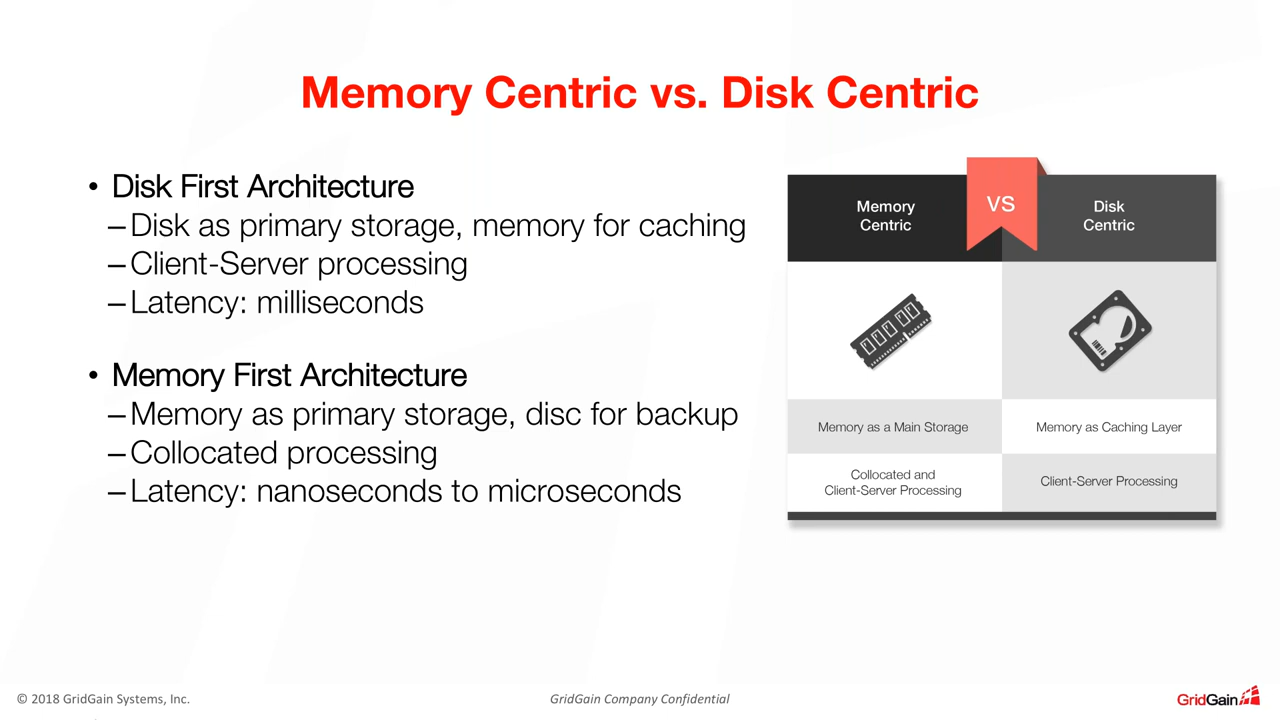 Memory Centric vs. Disk Centric
• Disk First Architecture
– Disk as primary storage, memory for caching
– Client-Server processing
– Latency: milliseconds
• Memory First Architecture
– Memory as primary storage, disc for backup
– Collocated processing
– Latency: nanoseconds to microseconds
Memory
Centric
VS
Disk
Centric
Memory as a Main Storage
Memory as Caching Layer
Collocated and
Client-Server Processing
Client-Server Processing
© 2018 GridGain Systems, Inc.
GridGain Company Confidential
GridGain